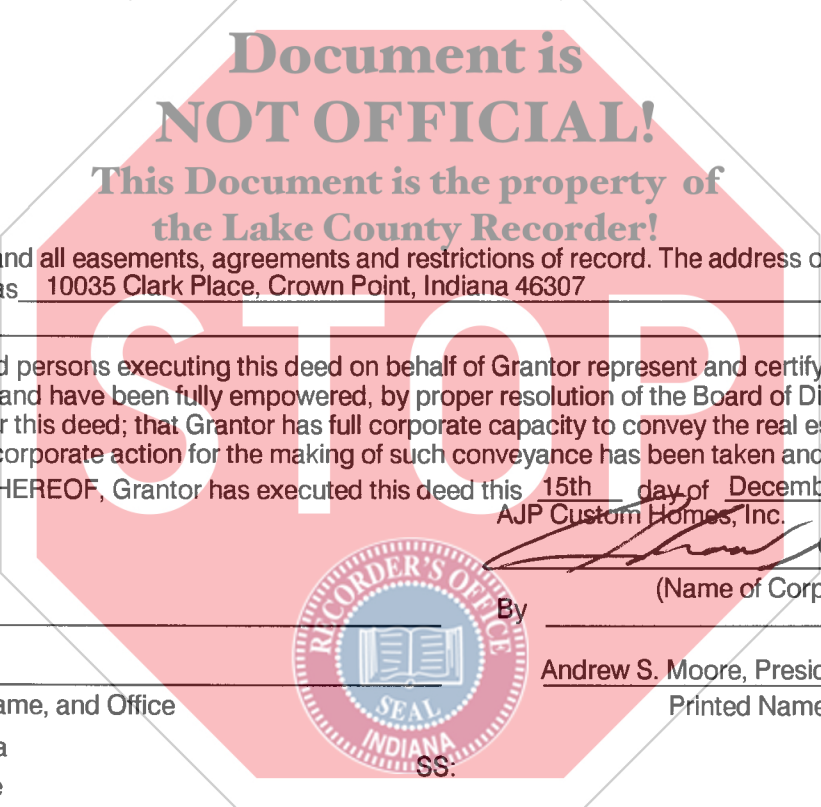 Document is
NOT OFFICIAL!
This Document is the property of
the Lake County Recorder!
and all easements, agreements and restrictions of record. The address o
as 10035 Clark Place, Crown Point, Indiana 46307
STOP
d persons executing this deed on behalf of Grantor represent and certify
and have been fully empowered, by proper resolution of the Board of Di
r this deed; that Grantor has full corporate capacity to convey the real es
corporate action for the making of such conveyance has been taken and
HEREOF, Grantor has executed this deed this 15th day of Decemb
AJP Custom Homes, Inc.
(Name of Corp
By
RECORDER'S OFFICE
SEAL
INDIANA
Andrew S. Moore, Presid
ame, and Office
Printed Name
a
SS:
e